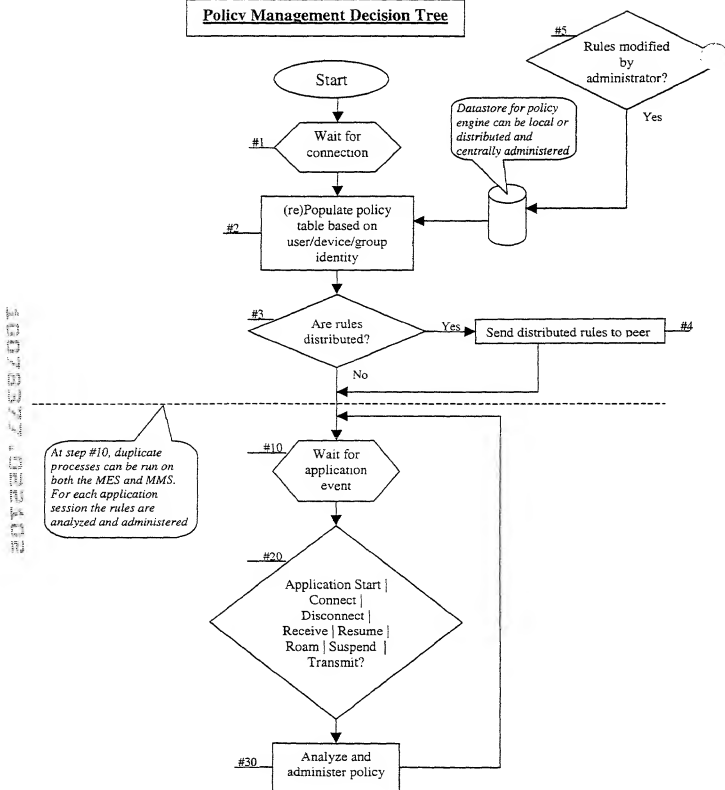 Policy Management Decision Tree
#5
Rules modified
by
administrator?
Yes
Start
Datastore for policy
engine can be local or
distributed and
centrally administered
#1
Wait for
connection
#2
(re)Populate policy
table based on
user/device/group
identity
#3
Are rules
distributed?
Yes
Send distributed rules to peer
#4
No
At step #10, duplicate
processes can be run on
both the MES and MMS.
For each application
session the rules are
analyzed and administered
#10
Wait for
application
event
#20
Application Start |
Connect |
Disconnect |
Receive | Resume |
Roam | Suspend |
Transmit?
#30
Analyze and
administer policy